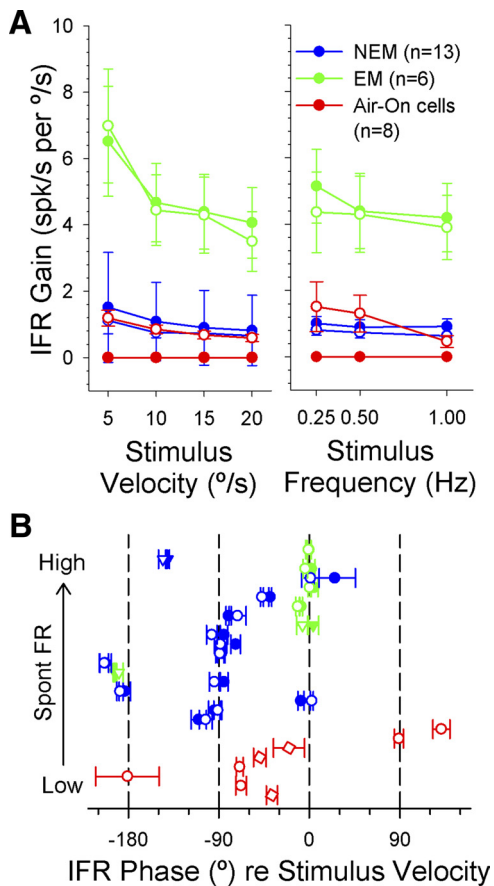 A
IFR Gain (spk/s per º/s)
10
8
6
4
2
0
5 10 15 20
Stimulus
Velocity (º/s)
0.25 0.50 1.00
Stimulus
Frequency (Hz)
NEM (n=13)
EM (n=6)
Air-On cells
(n=8)
B
High
Spont FR
Low
-180 -90 0 90
IFR Phase (º) re Stimulus Velocity